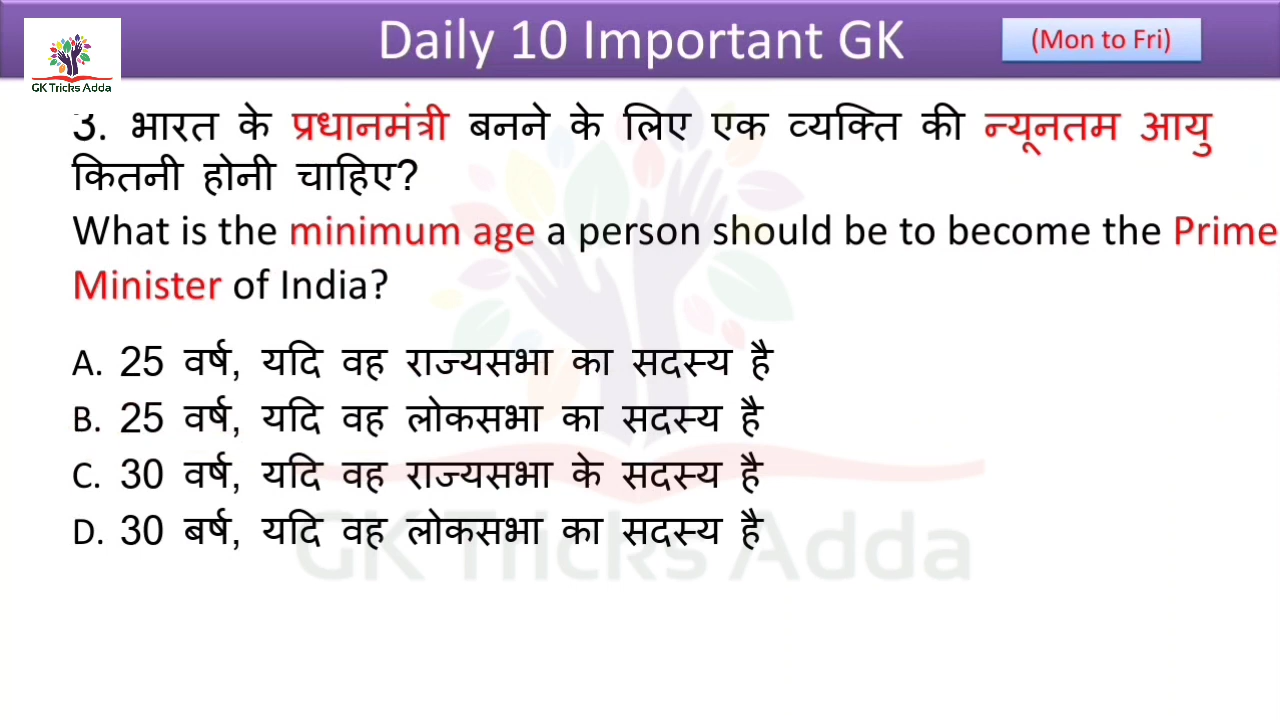 Daily 10 Important GK
(Mon to Fri)
GK Tricks Adda
3. भारत के प्रधानमंत्री बनने के लिए एक व्यक्ति की न्यूनतम आयु
कितनी होनी चाहिए?
What is the minimum age a person should be to become the Prime
Minister of India?
A. 25 वर्ष, यदि वह राज्यसभा का सदस्य है
B. 25 वर्ष, यदि वह लोकसभा का सदस्य है
C. 30 वर्ष, यदि वह राज्यसभा के सदस्य है
D. 30 बर्ष, यदि वह लोकसभा का सदस्य है
GK Tricks Adda